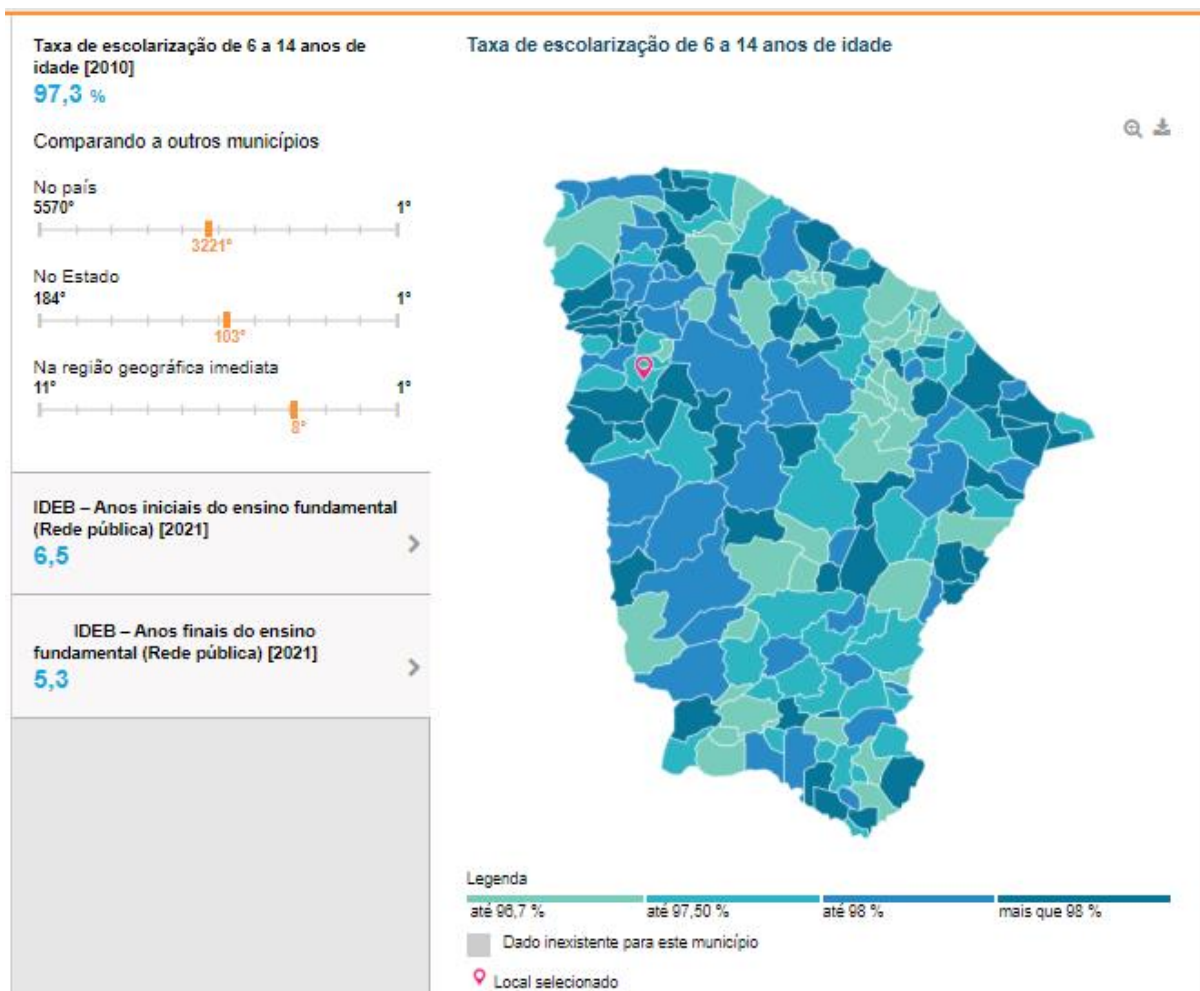 Taxa de escolarização de 6 a 14 anos de
idade [2010]
97,3 %
Comparando a outros municípios
No país
5570° 1°
3221°
No Estado
184° 1°
103°
Na região geográfica imediata
11° 1°
IDEB – Anos iniciais do ensino fundamental
(Rede pública) [2021]
6,5
IDEB – Anos finais do ensino
fundamental (Rede pública) [2021]
5,3
Taxa de escolarização de 6 a 14 anos de idade
Legenda
até 96,7 % até 97,50 % até 98 % mais que 98 %
Dado inexistente para este município
Local selecionado